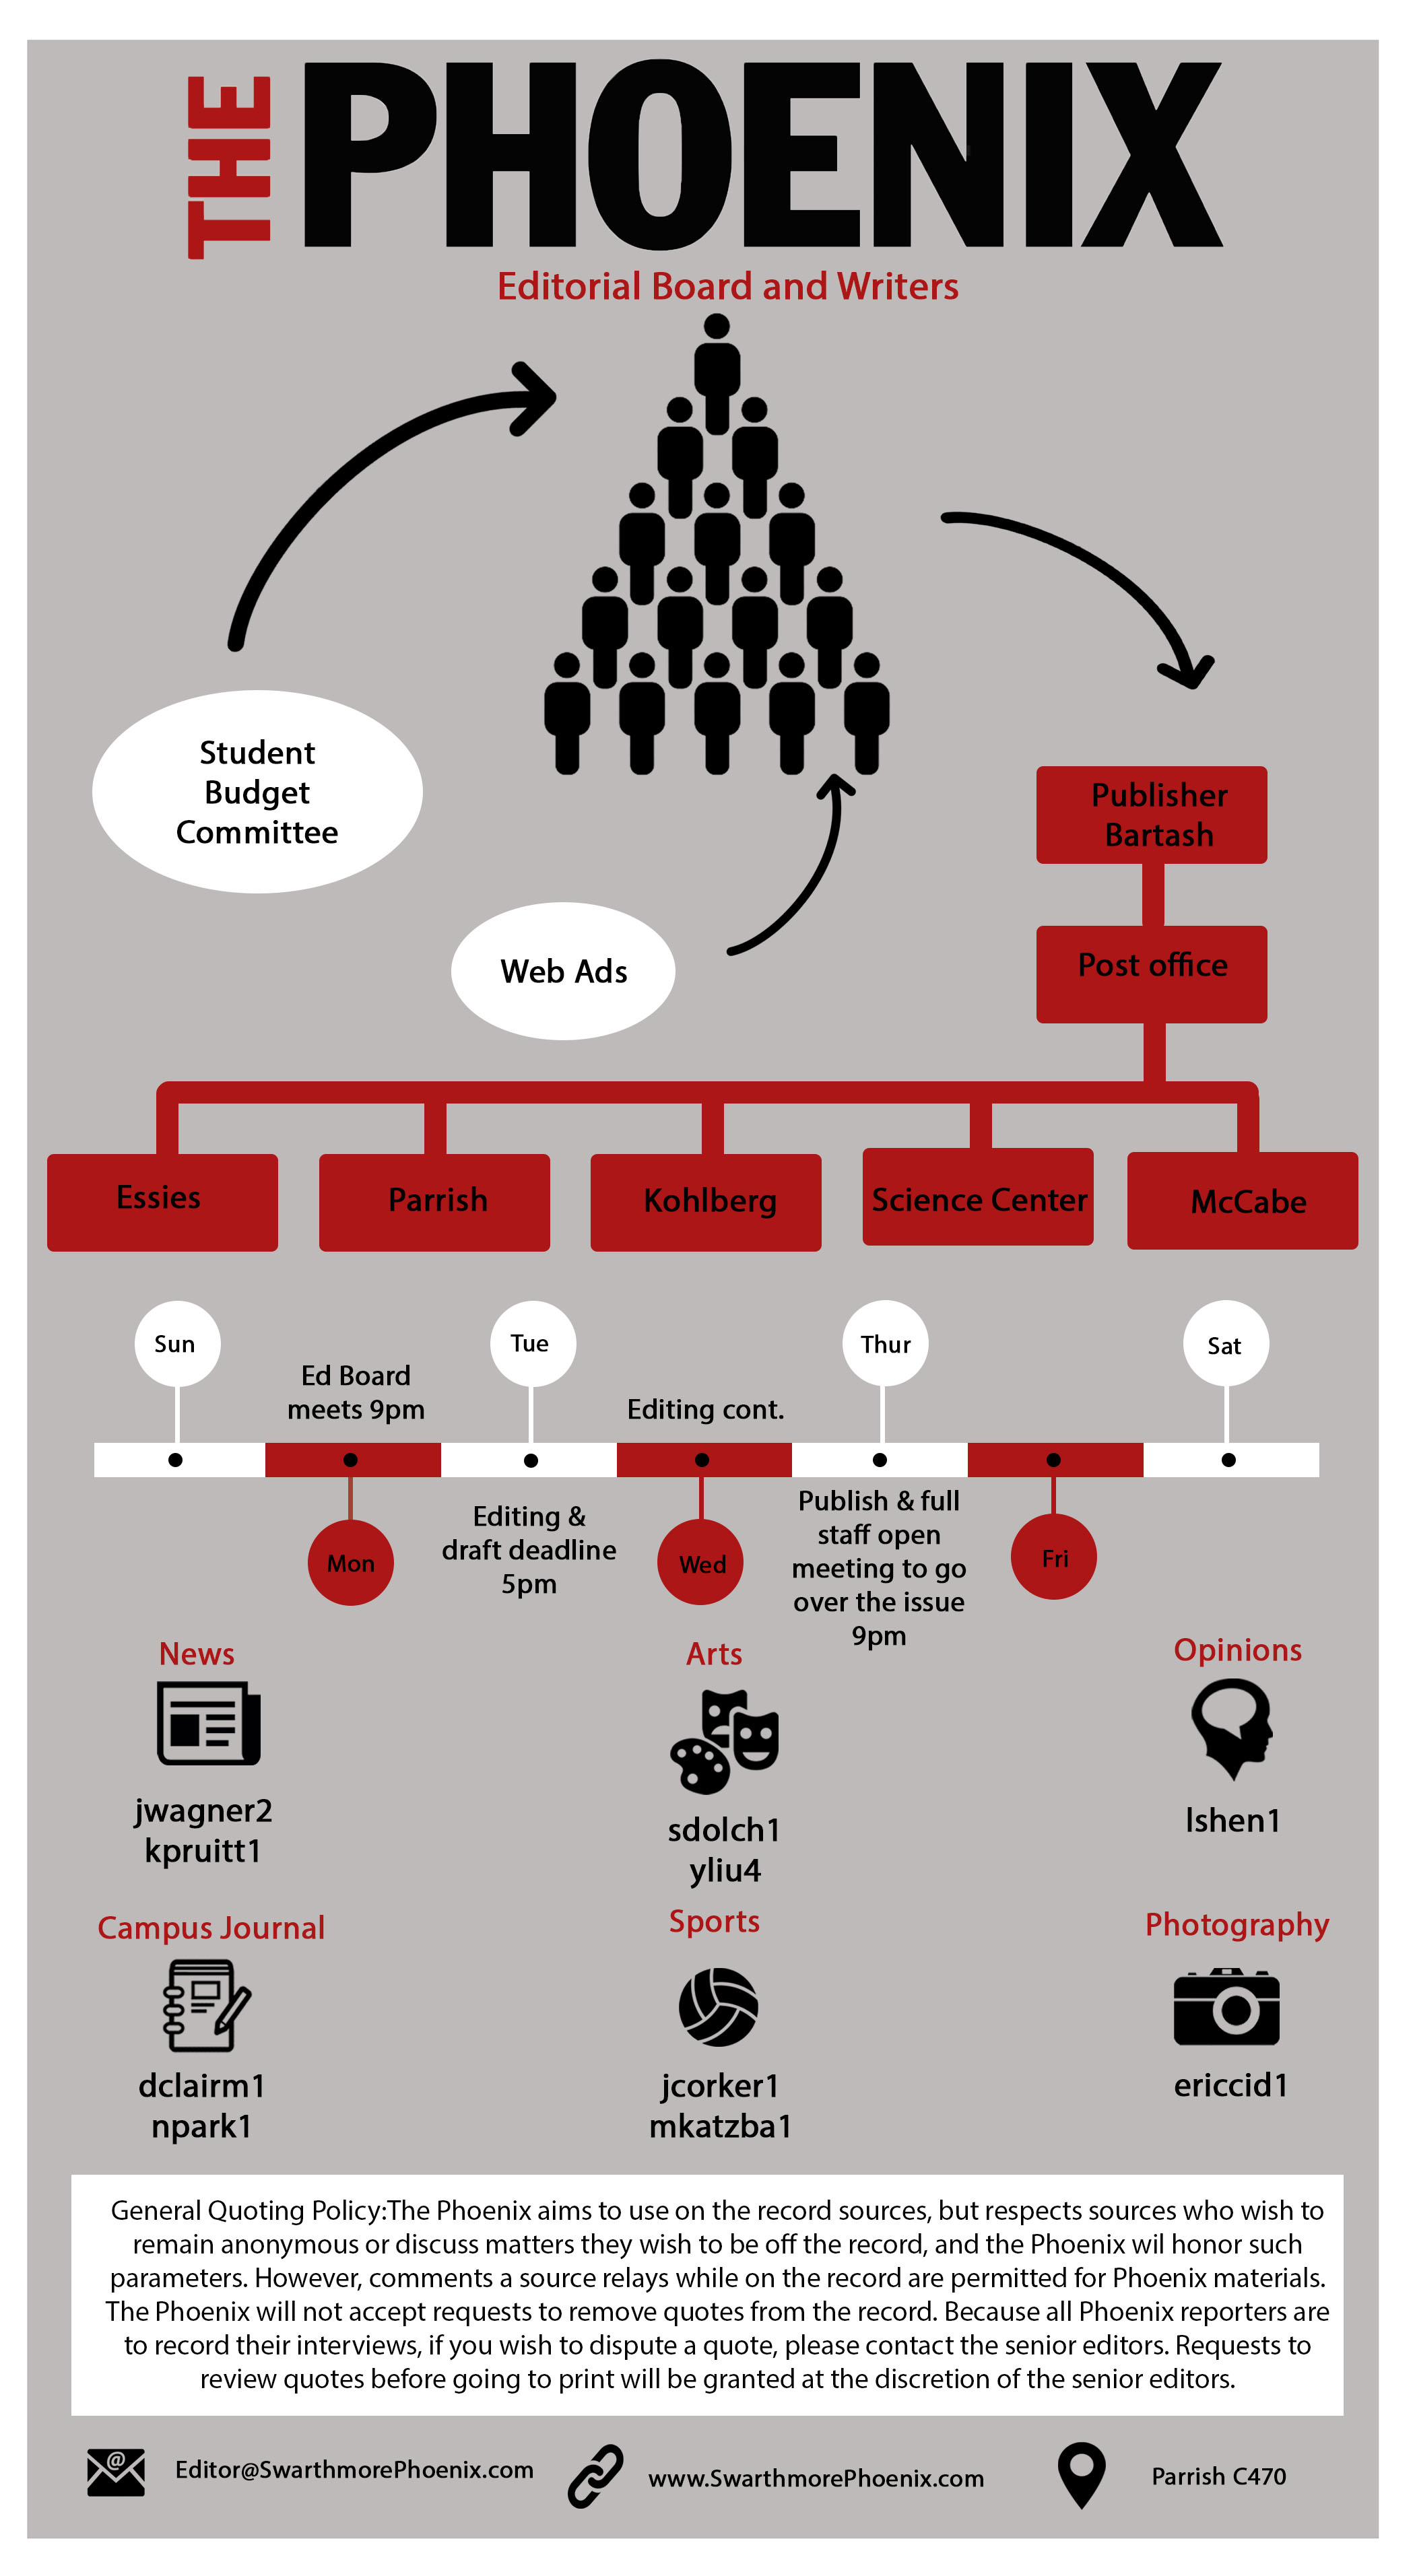 THE PHOENIX
Editorial Board and Writers
Student
Budget
Committee
Web Ads
Publisher
Bartash
Post office
Essies
Parrish
Kohlberg
Science Center
McCabe
Sun
Tue
Thur
Sat
Ed Board
meets 9pm
Editing cont.
Mon
Editing &
draft deadline
5pm
Wed
Publish & full
staff open
meeting to go
over the issue
9pm
Fri
News
jwagner2
kpruitt1
Arts
sdolch1
yliu4
Opinions
lshen1
Campus Journal
dclairm1
npark1
Sports
jcorker1
mkatzba1
Photography
ericcid1
General Quoting Policy:The Phoenix aims to use on the record sources, but respects sources who wish to
remain anonymous or discuss matters they wish to be off the record, and the Phoenix wil honor such
parameters. However, comments a source relays while on the record are permitted for Phoenix materials.
The Phoenix will not accept requests to remove quotes from the record. Because all Phoenix reporters are
to record their interviews, if you wish to dispute a quote, please contact the senior editors. Requests to
review quotes before going to print will be granted at the discretion of the senior editors.
@
Editor@SwarthmorePhoenix.com
www.SwarthmorePhoenix.com
Parrish C470